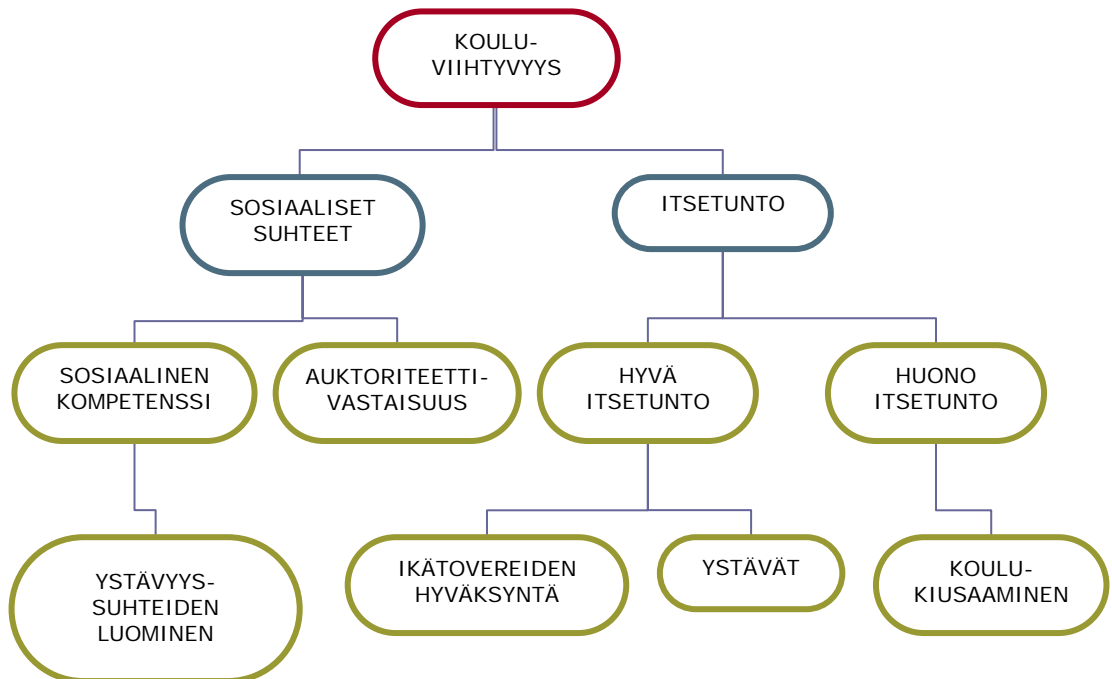 KOULU-
VIIHTYVYYS
SOSIAALISET
SUHTEET
ITSETUNTO
SOSIAALINEN
KOMPETENSSI
AUKTORITEETTI-
VASTAISUUS
HYVÄ
ITSETUNTO
HUONO
ITSETUNTO
YSTÄVYYS-
SUHTEIDEN
LUOMINEN
IKÄTOVEREIDEN
HYVÄKSYNTÄ
YSTÄVÄT
KOULU-
KIUSAAMINEN